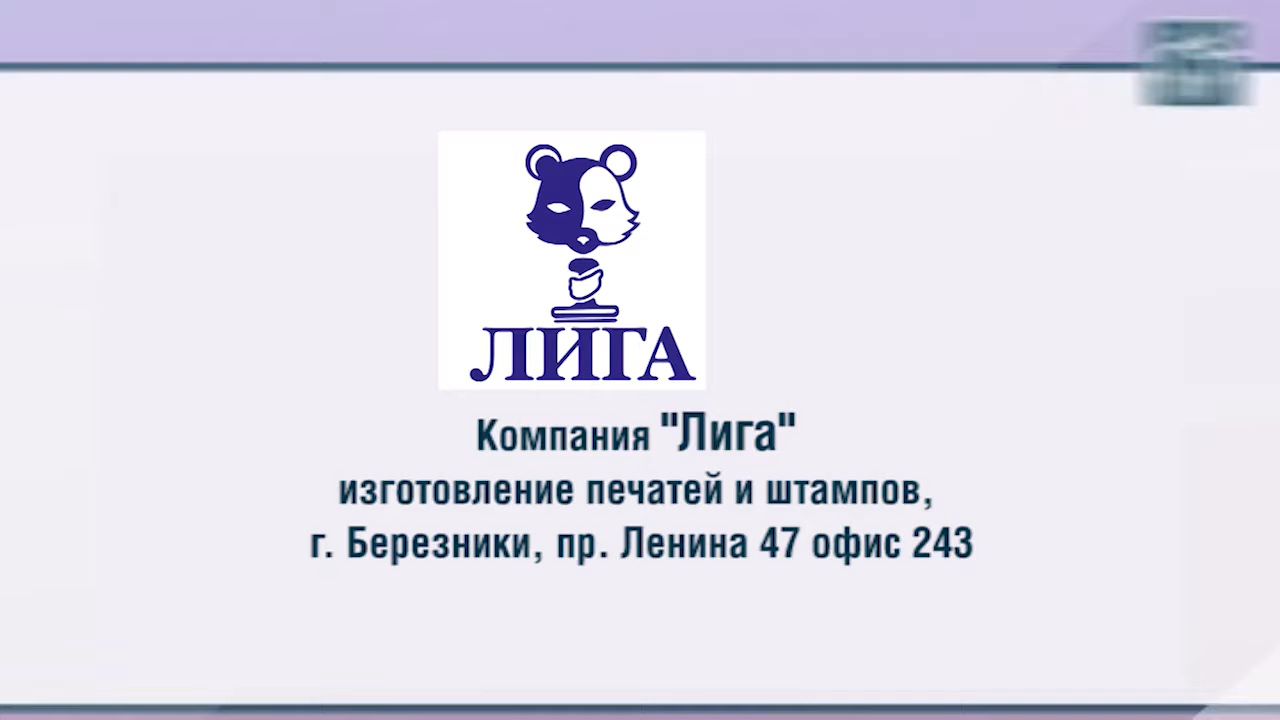 ЛИГА
Компания "Лига"
изготовление печатей и штампов,
г. Березники, пр. Ленина 47 офис 243